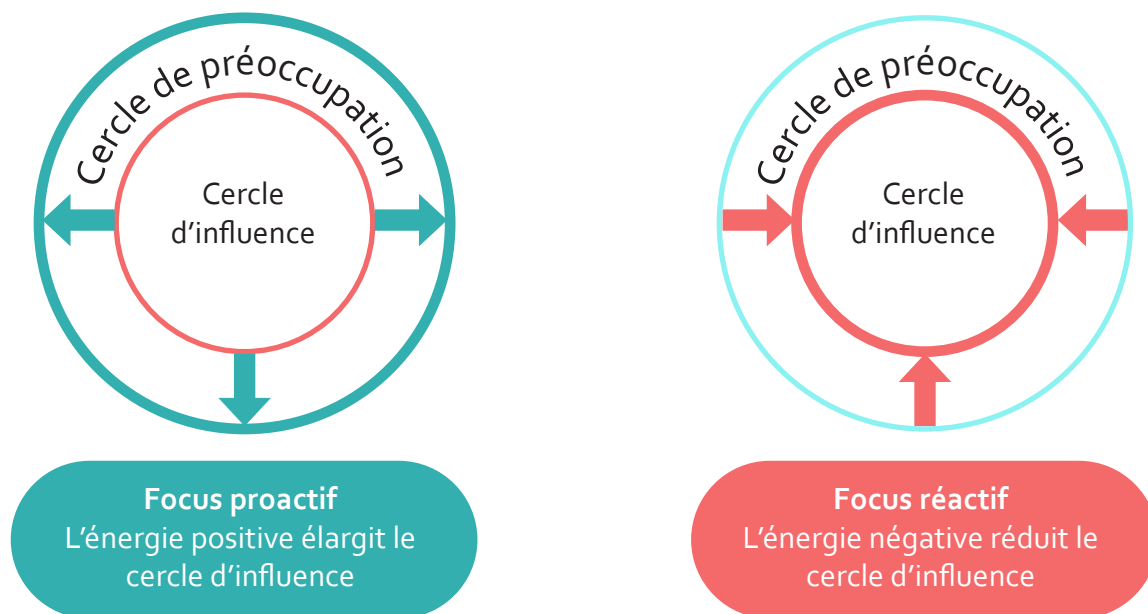 Cercle de préoccupation
Cercle
d'influence
Focus proactif
L'énergie positive élargit le
cercle d'influence
Cercle de préoccupation
Cercle
d'influence
Focus réactif
L'énergie négative réduit le
cercle d'influence